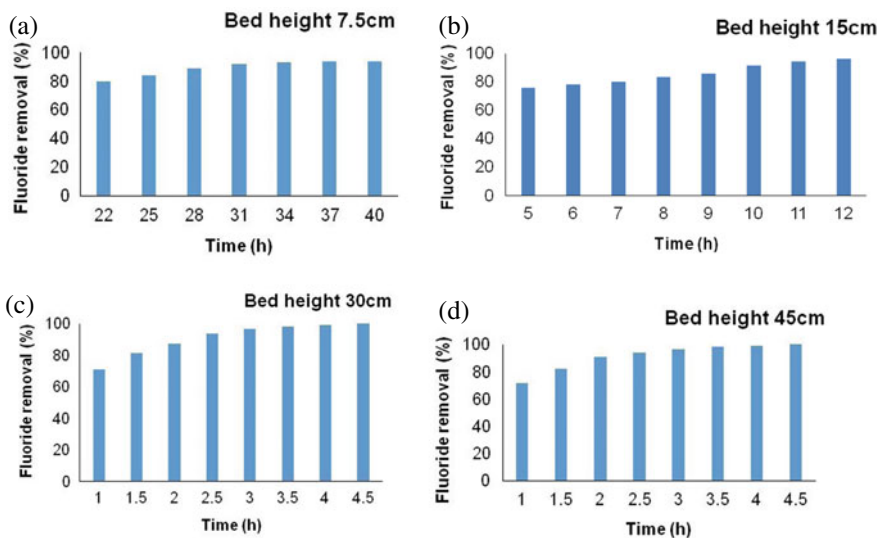 (a)
Bed height 7.5cm
Fluoride removal (%)
100
80
60
40
20
0
22 25 28 31 34 37 40
Time (h)
(b)
Bed height 15cm
Fluoride removal (%)
100
80
60
40
20
0
5 6 7 8 9 10 11 12
Time (h)
(c)
Bed height 30cm
Fluoride removal (%)
100
80
60
40
20
0
1 1.5 2 2.5 3 3.5 4 4.5
Time (h)
(d)
Bed height 45cm
Fluoride removal (%)
100
80
60
40
20
0
1 1.5 2 2.5 3 3.5 4 4.5
Time (h)